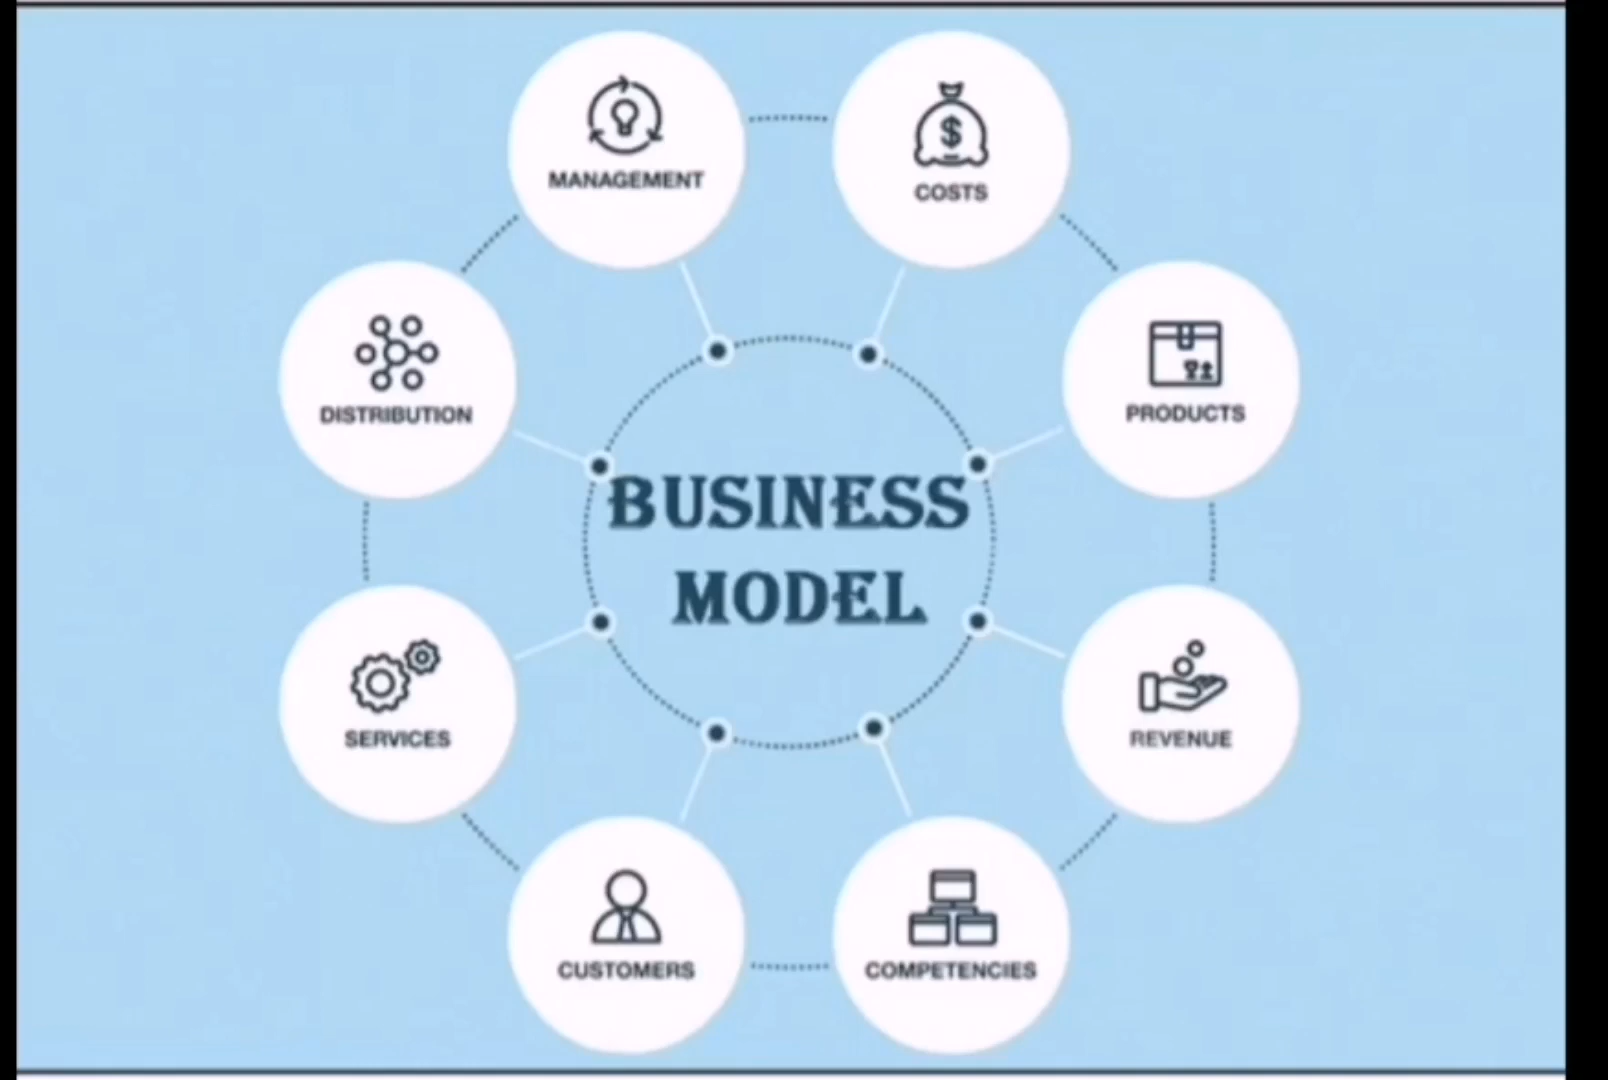 MANAGEMENT
COSTS
DISTRIBUTION
PRODUCTS
BUSINESS
MODEL
SERVICES
REVENUE
CUSTOMERS
COMPETENCIES